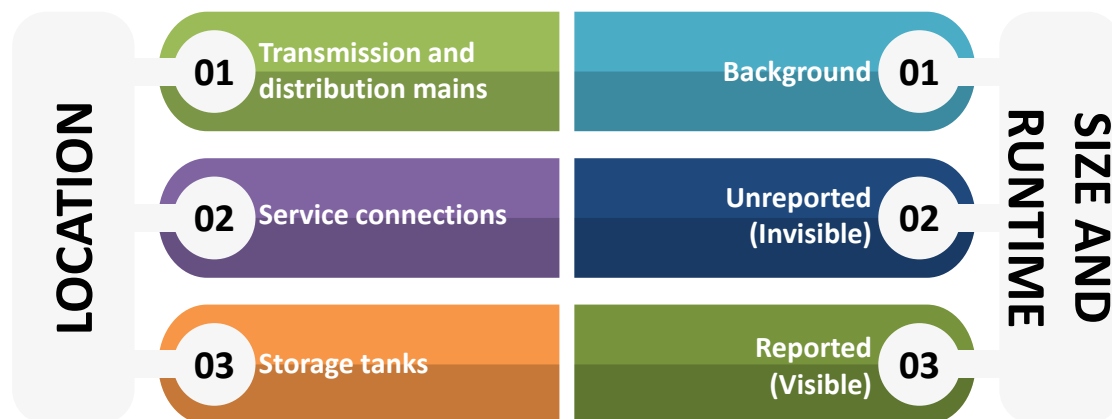 LOCATION
01
Transmission and
distribution mains
02
Service connections
03
Storage tanks
Background
01
Unreported
(Invisible)
02
Reported
(Visible)
03
SIZE AND
RUNTIME